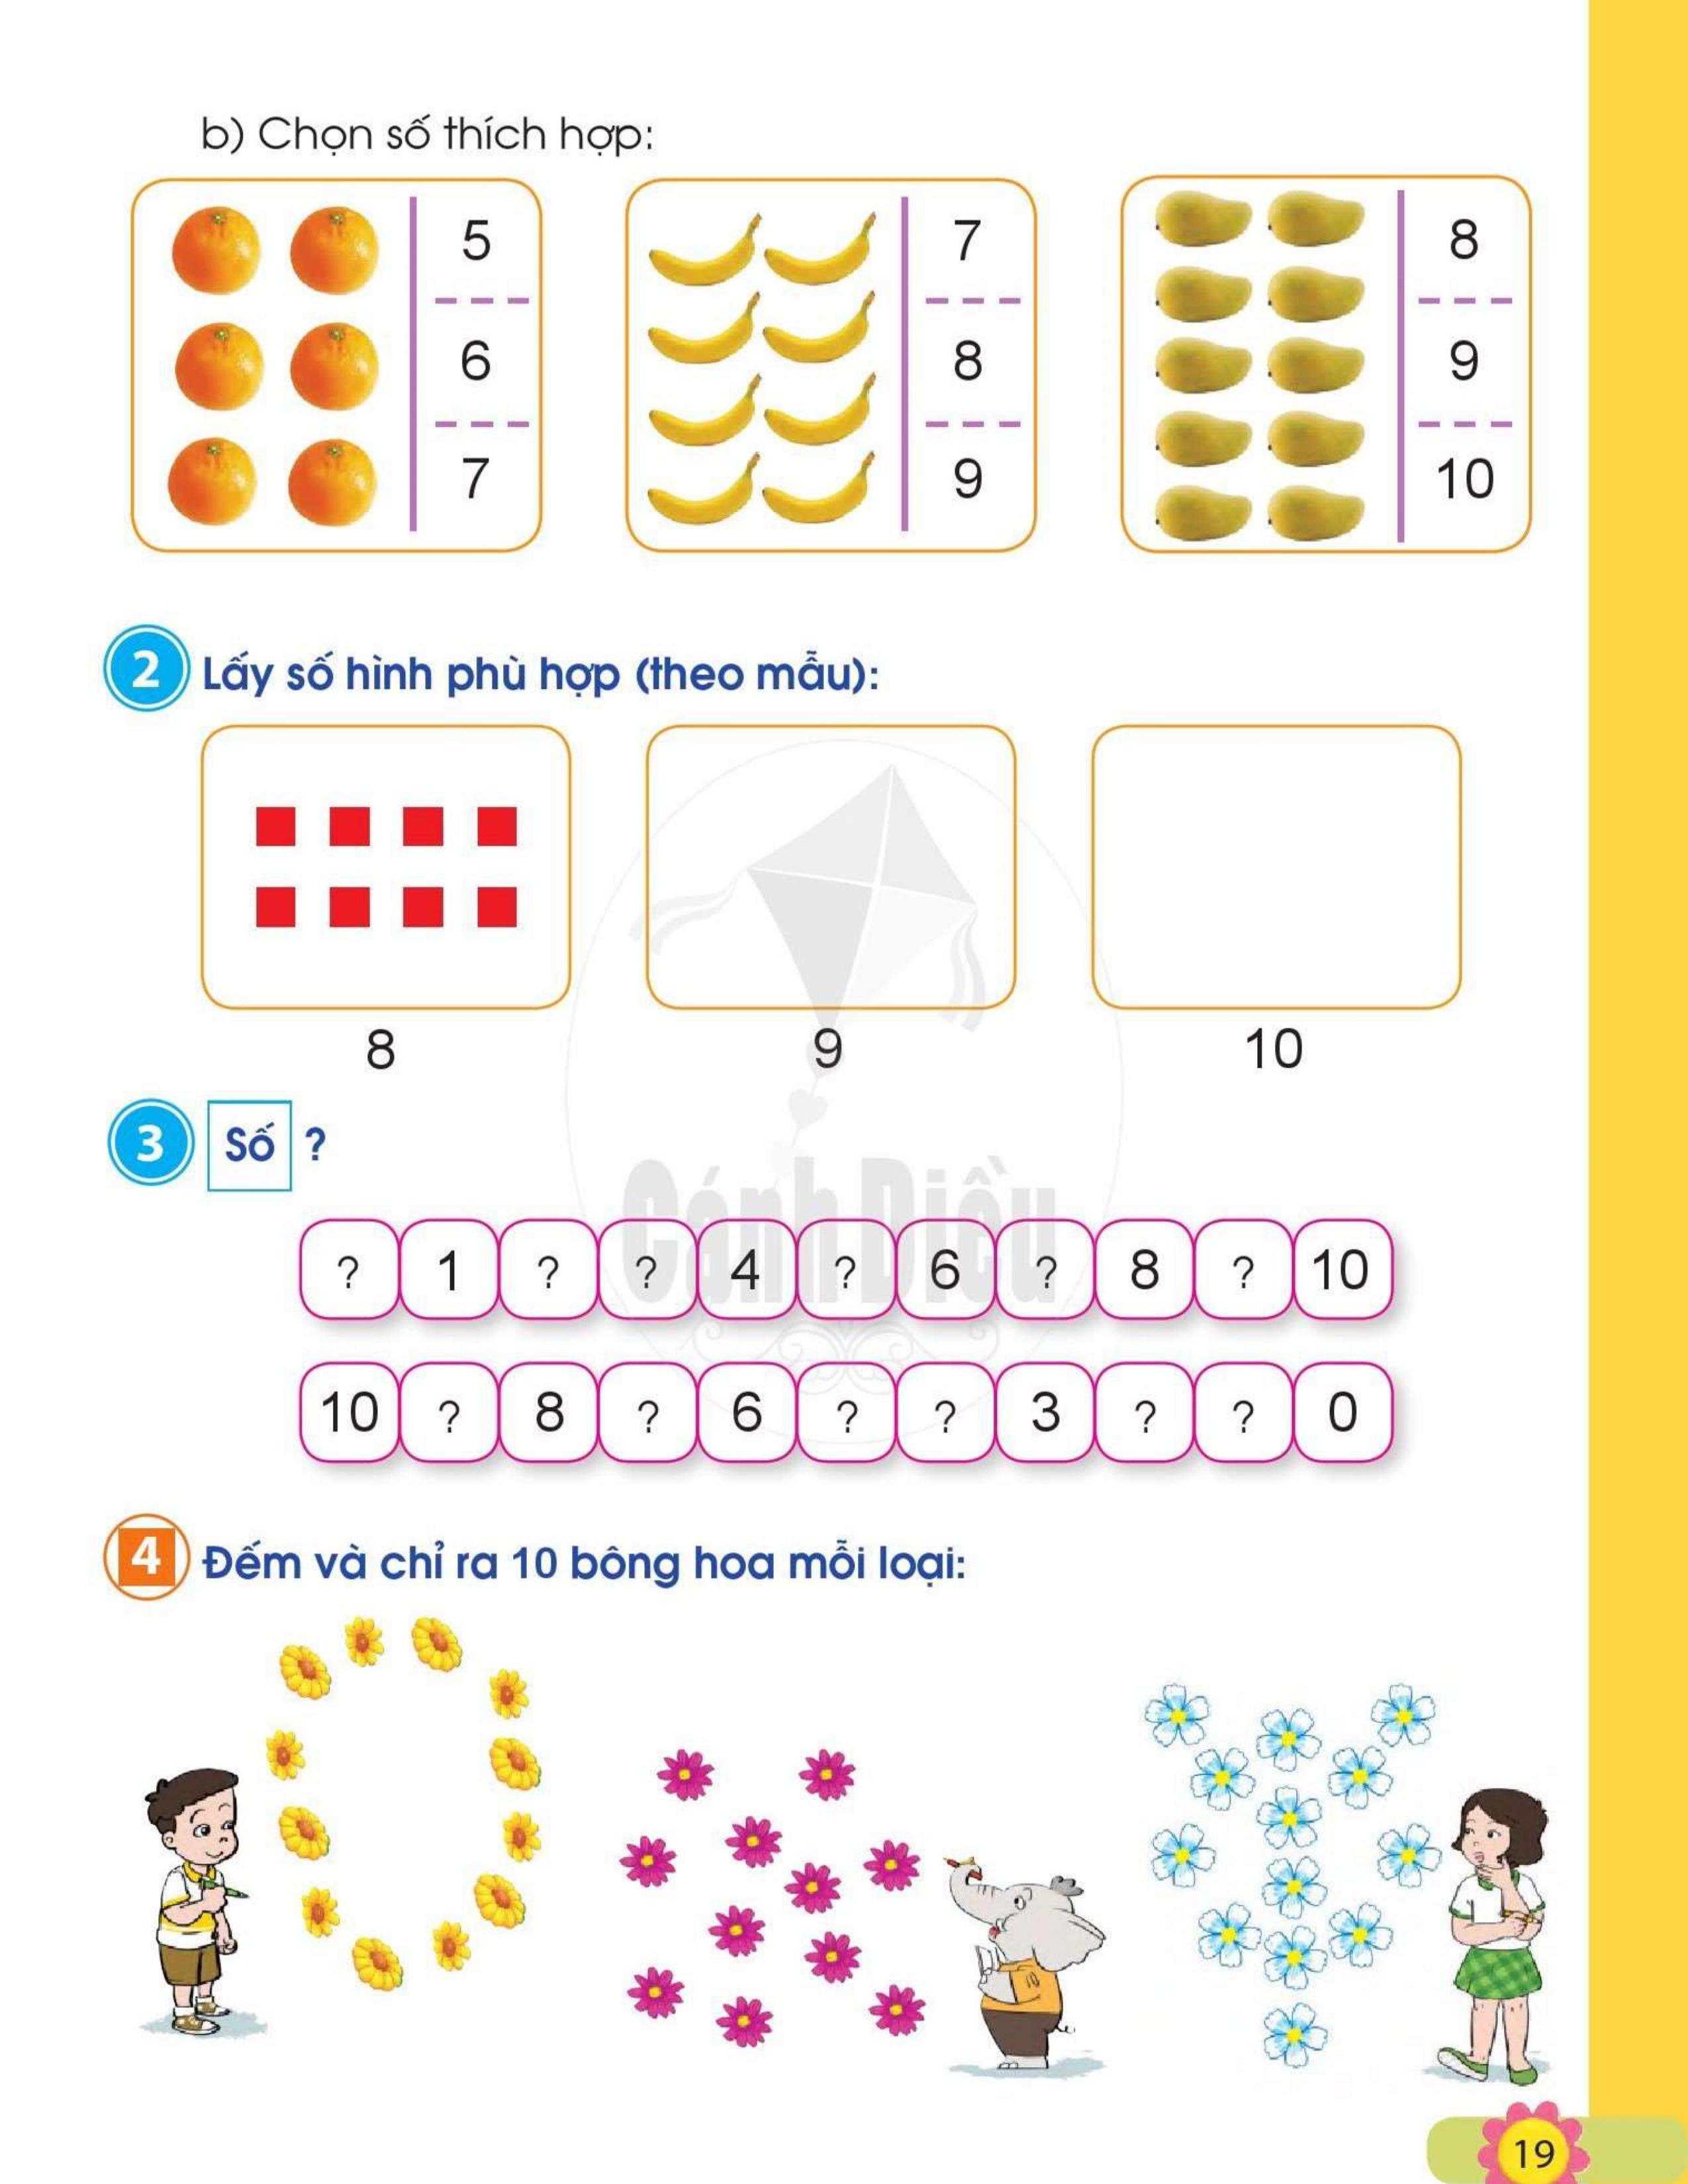 b) Chọn số thích hợp:
5
6
7
7
8
9
8
9
10
2 Lấy số hình phù hợp (theo mẫu):
8 9 10
3 Số ?
Cánh Diều
? 1 ? ? 4 ? 6 ? 8 ? 10
10 ? 8 ? 6 ? ? 3 ? ? 0
4 Đếm và chỉ ra 10 bông hoa mỗi loại:
19